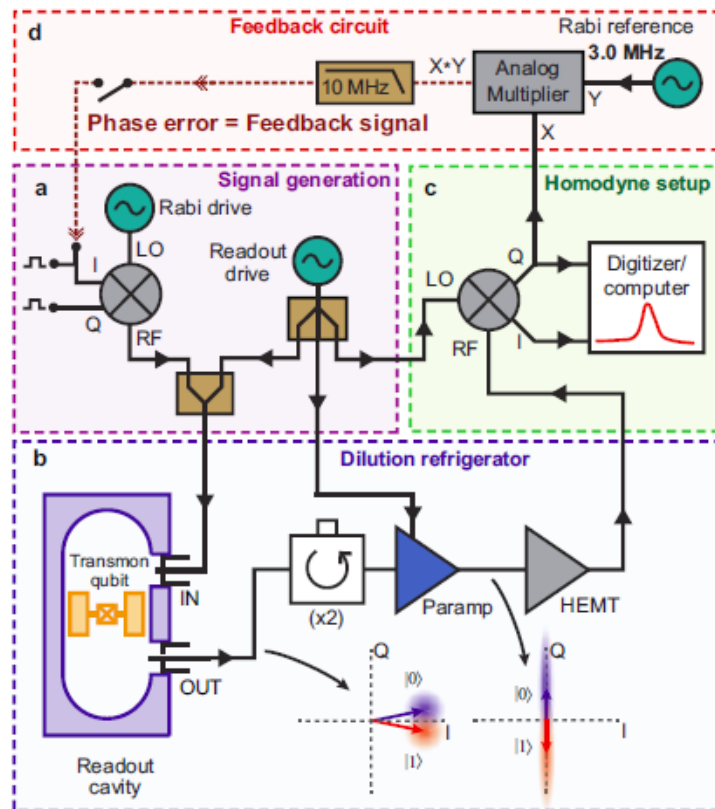 d
Feedback circuit
Rabi reference
3.0 MHz
10 MHz
X*Y
Analog
Multiplier
Y
X
Phase error = Feedback signal
a
Signal generation
Rabi drive
LO
I
Q
RF
Readout
drive
c
Homodyne setup
LO
Q
I
RF
Digitizer/
computer
b
Dilution refrigerator
Transmon
qubit
IN
OUT
(x2)
Paramp
HEMT
Q
|0⟩
I
|1⟩
Q
|0⟩
I
|1⟩
Readout
cavity